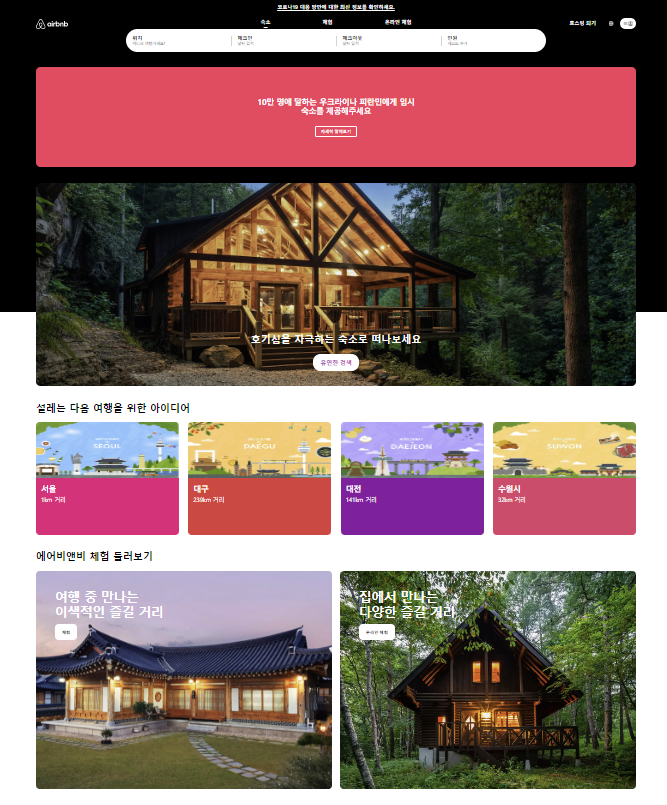 코로나19 대응 방안에 대한 최신 정보를 확인하세요.
airbnb
숙소
체험
온라인 체험
호스팅 하기
위치
어디로 여행가세요?
체크인
날짜 입력
체크아웃
날짜 입력
인원
게스트 추가
10만 명에 달하는 우크라이나 피란민에게 임시
숙소를 제공해주세요
자세히 알아보기
호기심을 자극하는 숙소로 떠나보세요
유연한 검색
설레는 다음 여행을 위한 아이디어
SEOUL
서울
1km 거리
DAEGU
대구
239km 거리
DAEJEON
대전
141km 거리
SUWON
수원시
32km 거리
에어비앤비 체험 둘러보기
여행 중 만나는
이색적인 즐길 거리
체험
집에서 만나는
다양한 즐길 거리
온라인 체험